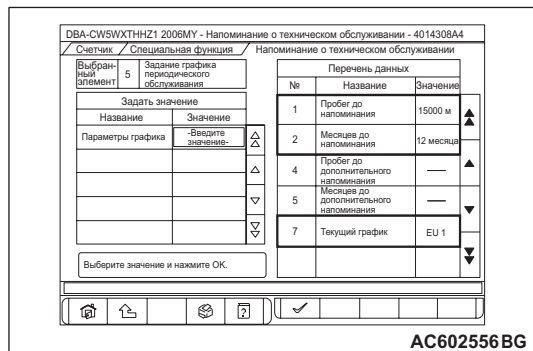 DBA-CW5WXTHHZ1 2006MY - Напоминание о техническом обслуживании - 4014308A4
Счетчик / Специальная функция / Напоминание о техническом обслуживании
Выбран-
ный
элемент
5
Задание графика
периодического
обслуживания
Задать значение
Название Значение
Параметры графика
-Введите
значение-
Выберите значение и нажмите OK.
Перечень данных
№ Название Значение
1
Пробег до
напоминания
15000 м
2
Месяцев до
напоминания
12 месяца
4
Пробег до
дополнительного
напоминания
—
5
Месяцев до
дополнительного
напоминания
—
7 Текущий график EU 1
?
AC602556BG